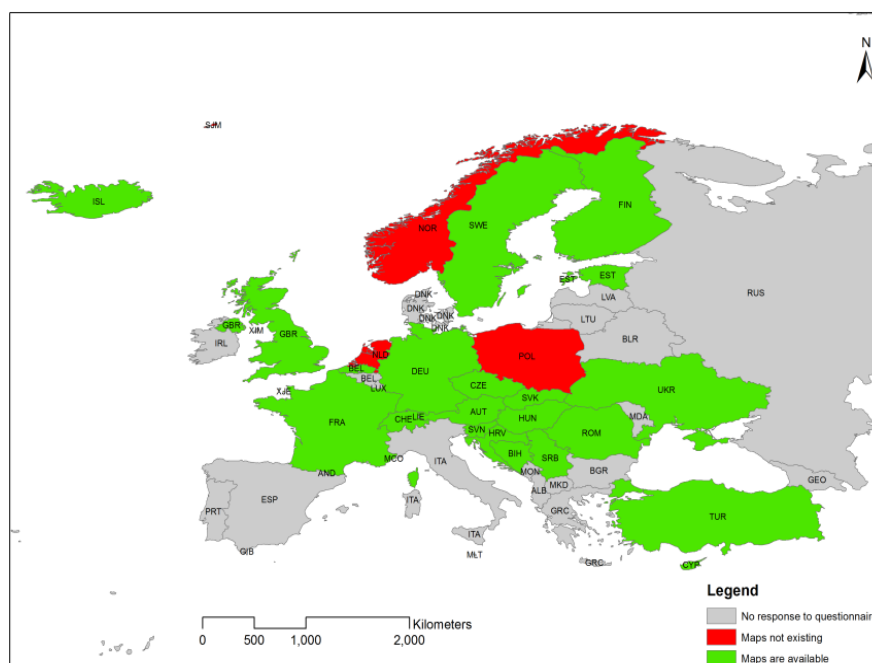 N
SJM
ISL
NOR
SWE
FIN
EST
EST
RUS
DNK
DNK
DNK
DNK
DNK
LVA
LTU
BLR
GBR
XIM
IRL
GBR
NLD
POL
BEL
BEL
LUX
DEU
CZE
SVK
UKR
XJE
FRA
CHE
LIE
AUT
HUN
MDA
SVN
HRV
ROM
BIH
SRB
MCO
ITA
AND
MON
BGR
GEO
ESP
PRT
ITA
ALB
MKD
GRC
TUR
ITA
GIB
MLT
GRC
CYP
Legend
No response to questionnair
Maps not existing
Maps are available
Kilometers
0 500 1,000 2,000